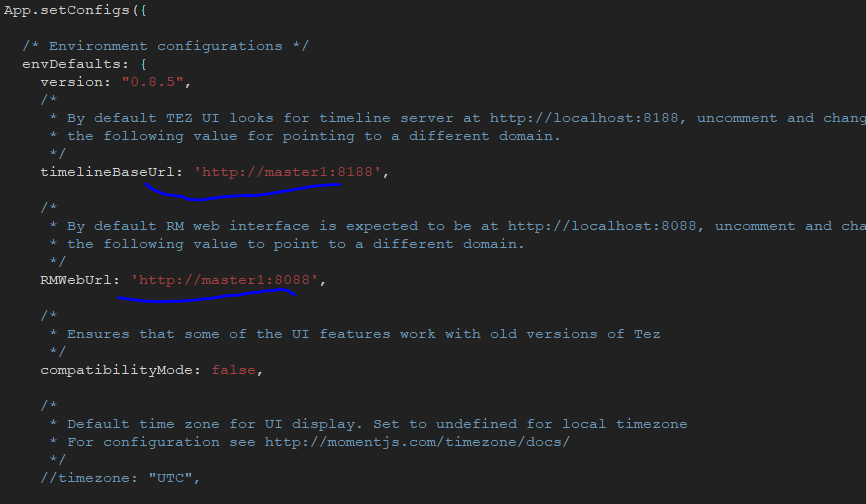 App.setConfigs({
/* Environment configurations */
envDefaults: {
version: "0.8.5",
/*
* By default TEZ UI looks for timeline server at http://localhost:8188, uncomment and chang
* the following value for pointing to a different domain.
*/
timelineBaseUrl: 'http://master1:8188',
/*
* By default RM web interface is expected to be at http://localhost:8088, uncomment and cha
* the following value to point to a different domain.
*/
RMWebUrl: 'http://master1:8088',
/*
* Ensures that some of the UI features work with old versions of Tez
*/
compatibilityMode: false,
/*
* Default time zone for UI display. Set to undefined for local timezone
* For configuration see http://momentjs.com/timezone/docs/
*/
//timezone: "UTC",